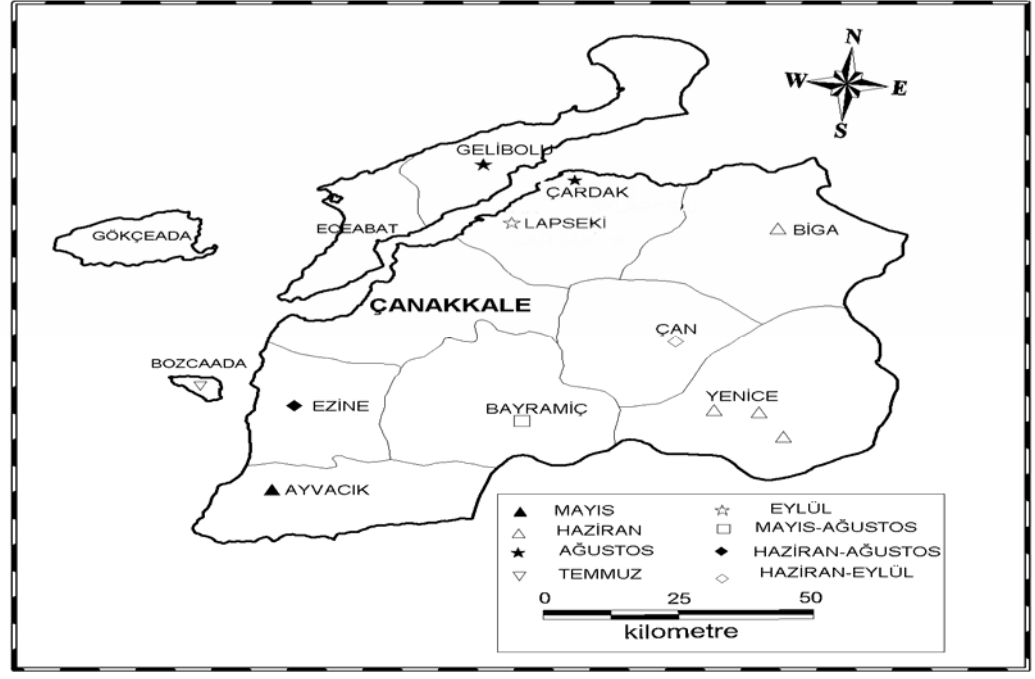 N
W
E
S
GELİBOLU
ÇARDAK
ECEABAT
LAPSEKİ
BİGA
GÖKÇEADA
ÇANAKKALE
ÇAN
BOZCAADA
EZİNE
BAYRAMİÇ
YENİCE
AYVACIK
MAYIS
HAZİRAN
AĞUSTOS
TEMMUZ
EYLÜL
MAYIS-AĞUSTOS
HAZİRAN-AĞUSTOS
HAZİRAN-EYLÜL
0 25 50
kilometre